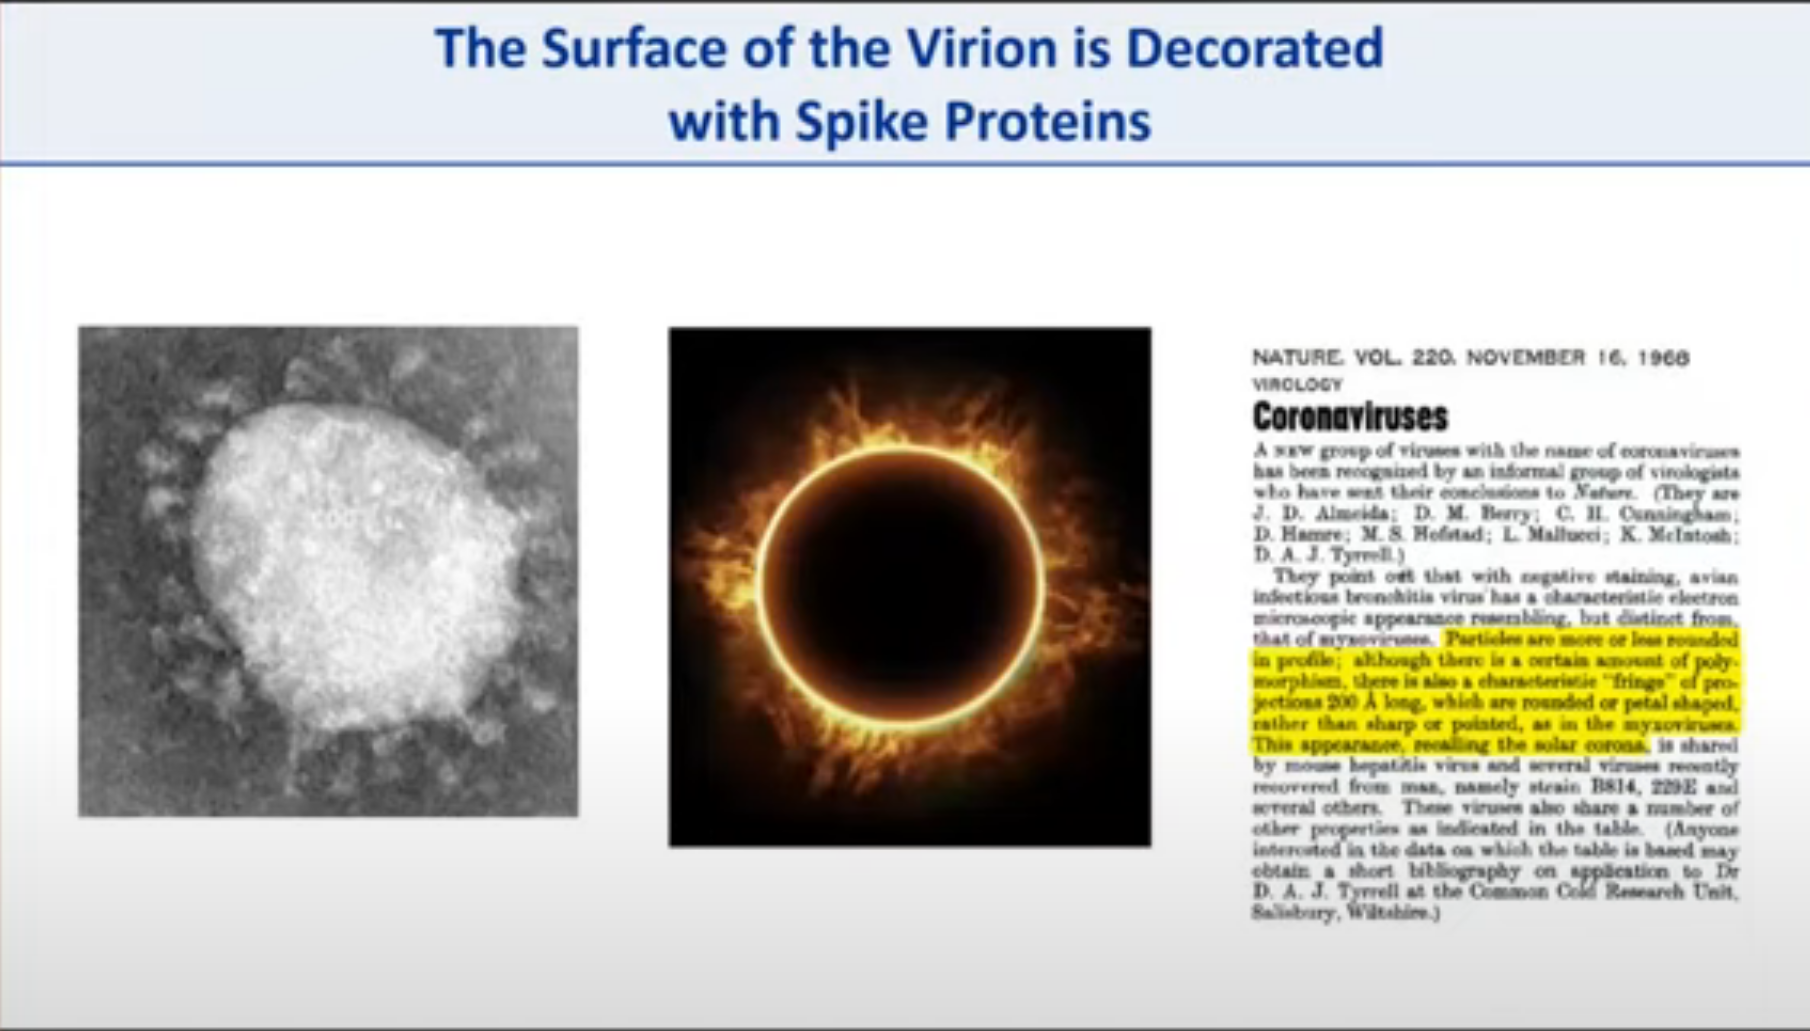 The Surface of the Virion is Decorated
with Spike Proteins
NATURE. VOL. 220. NOVEMBER 16, 1968
VIROLOGY
Coronaviruses
A NEW group of viruses with the name of coronaviruses
has been recognized by an informal group of virologists
who have sent their conclusions to Nature. (They are
J. D. Almeida; D. M. Berry; C. H. Cunningham;
D. Hamre; M. S. Hofstad; L. Mallucci; K. McIntosh;
D. A. J. Tyrrell.)
They point out that with negative staining, avian
infectious bronchitis virus has a characteristic electron
microscopic appearance resembling, but distinct from,
that of myxoviruses. Particles are more or less rounded
in profile; although there is a certain amount of poly-
morphism, there is also a characteristic "fringe" of pro-
jections 200 Å long, which are rounded or petal shaped,
rather than sharp or pointed, as in the myxoviruses.
This appearance, recalling the solar corona, is shared
by mouse hepatitis virus and several viruses recently
recovered from man, namely strain B814, 229E and
several others. These viruses also share a number of
other properties as indicated in the table. (Anyone
interested in the data on which the table is based may
obtain a short bibliography on application to Dr
D. A. J. Tyrrell at the Common Cold Research Unit,
Salisbury, Wiltshire.)